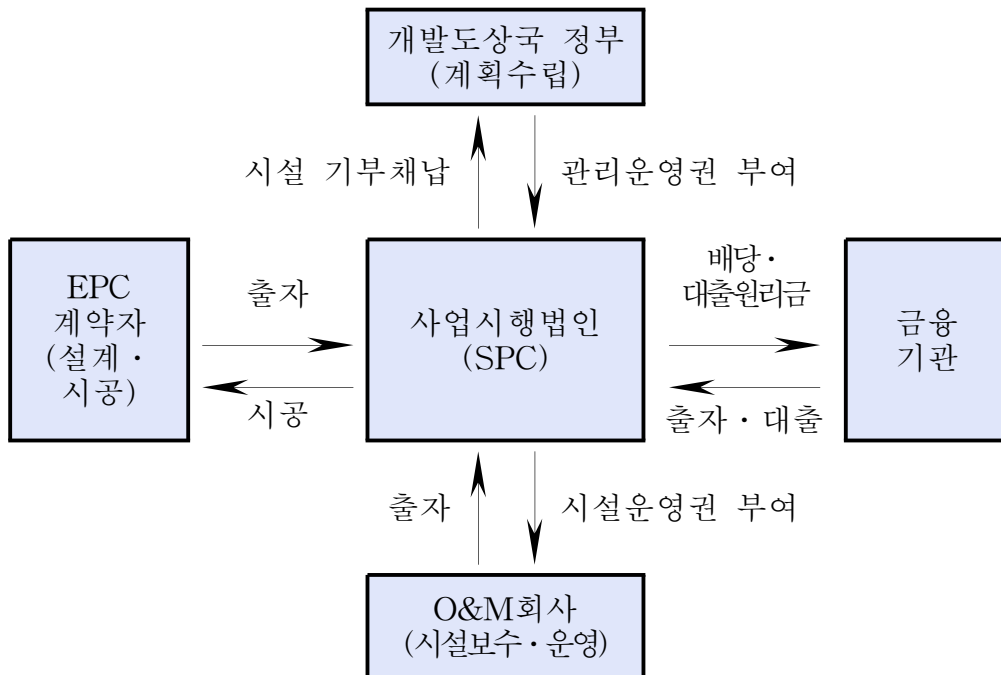 개발도상국 정부
(계획수립)
시설 기부채납
관리운영권 부여
EPC
계약자
(설계・
시공)
출자
시공
사업시행법인
(SPC)
배당・
대출원리금
출자・대출
금융
기관
출자
시설운영권 부여
O&M회사
(시설보수・운영)